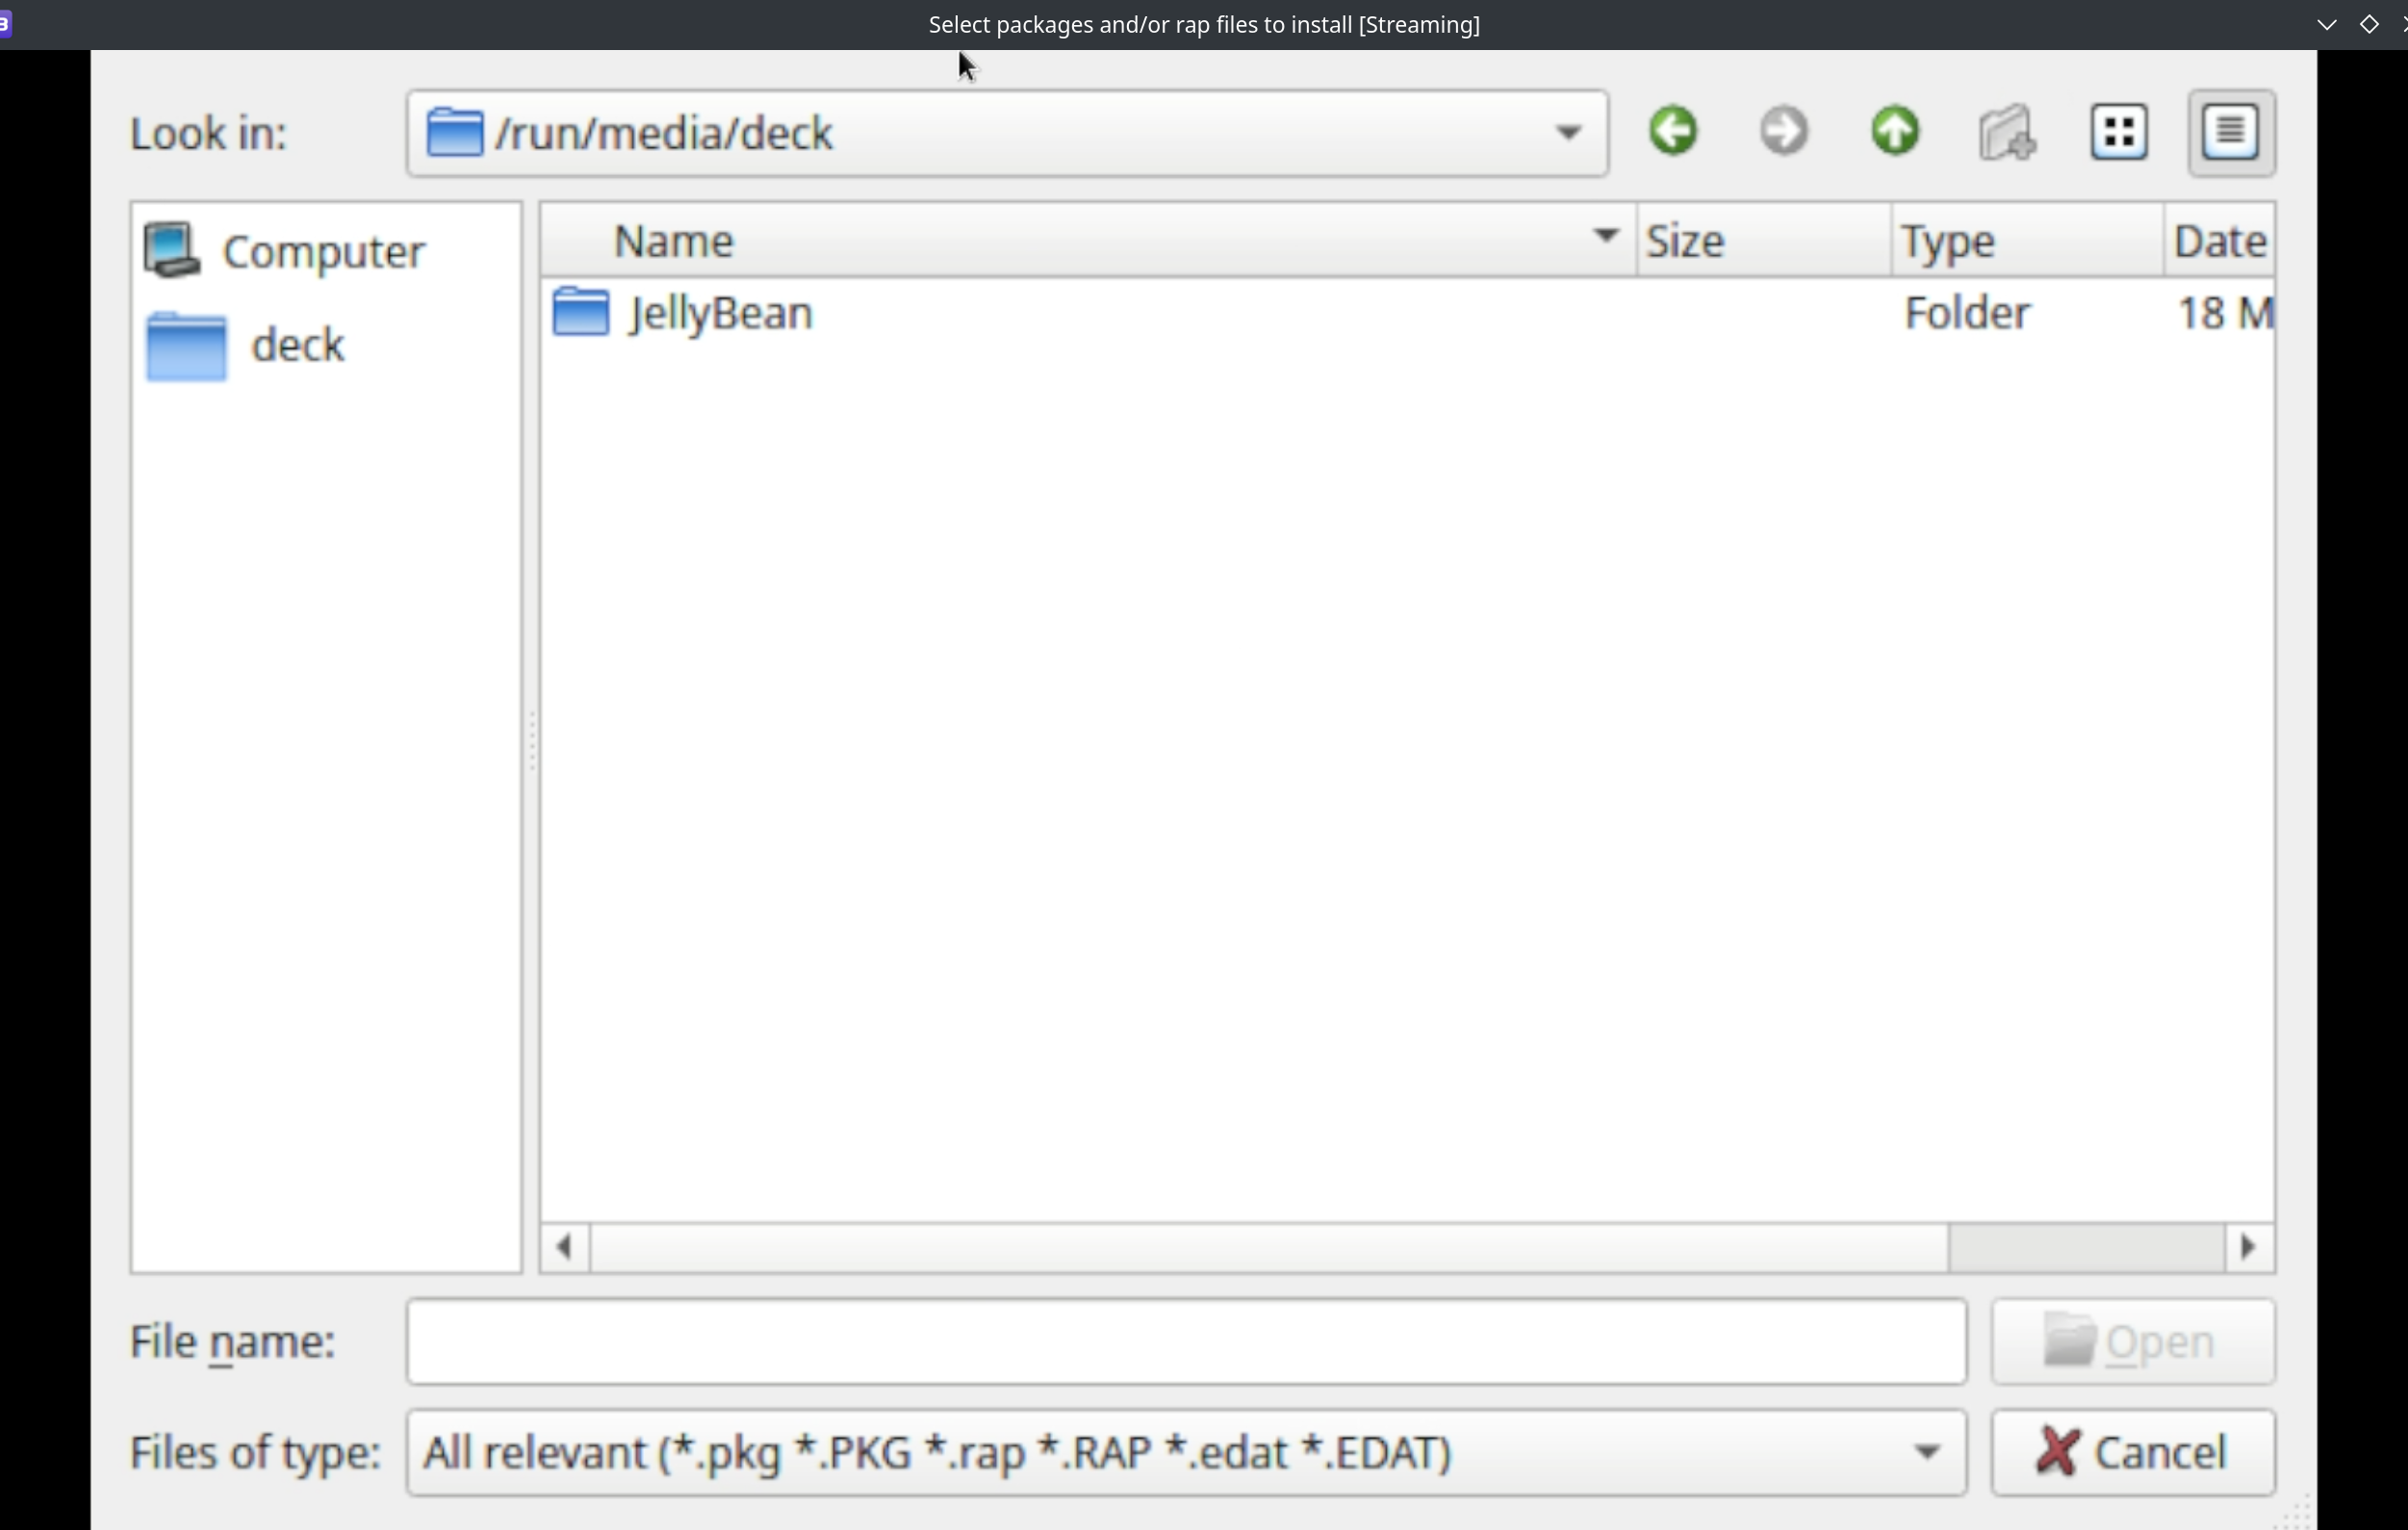 Select packages and/or rap files to install [Streaming]
Look in: /run/media/deck
Computer
deck
Name Size Type Date
JellyBean Folder 18 M
File name: Open
Files of type: All relevant (*.pkg *.PKG *.rap *.RAP *.edat *.EDAT) Cancel